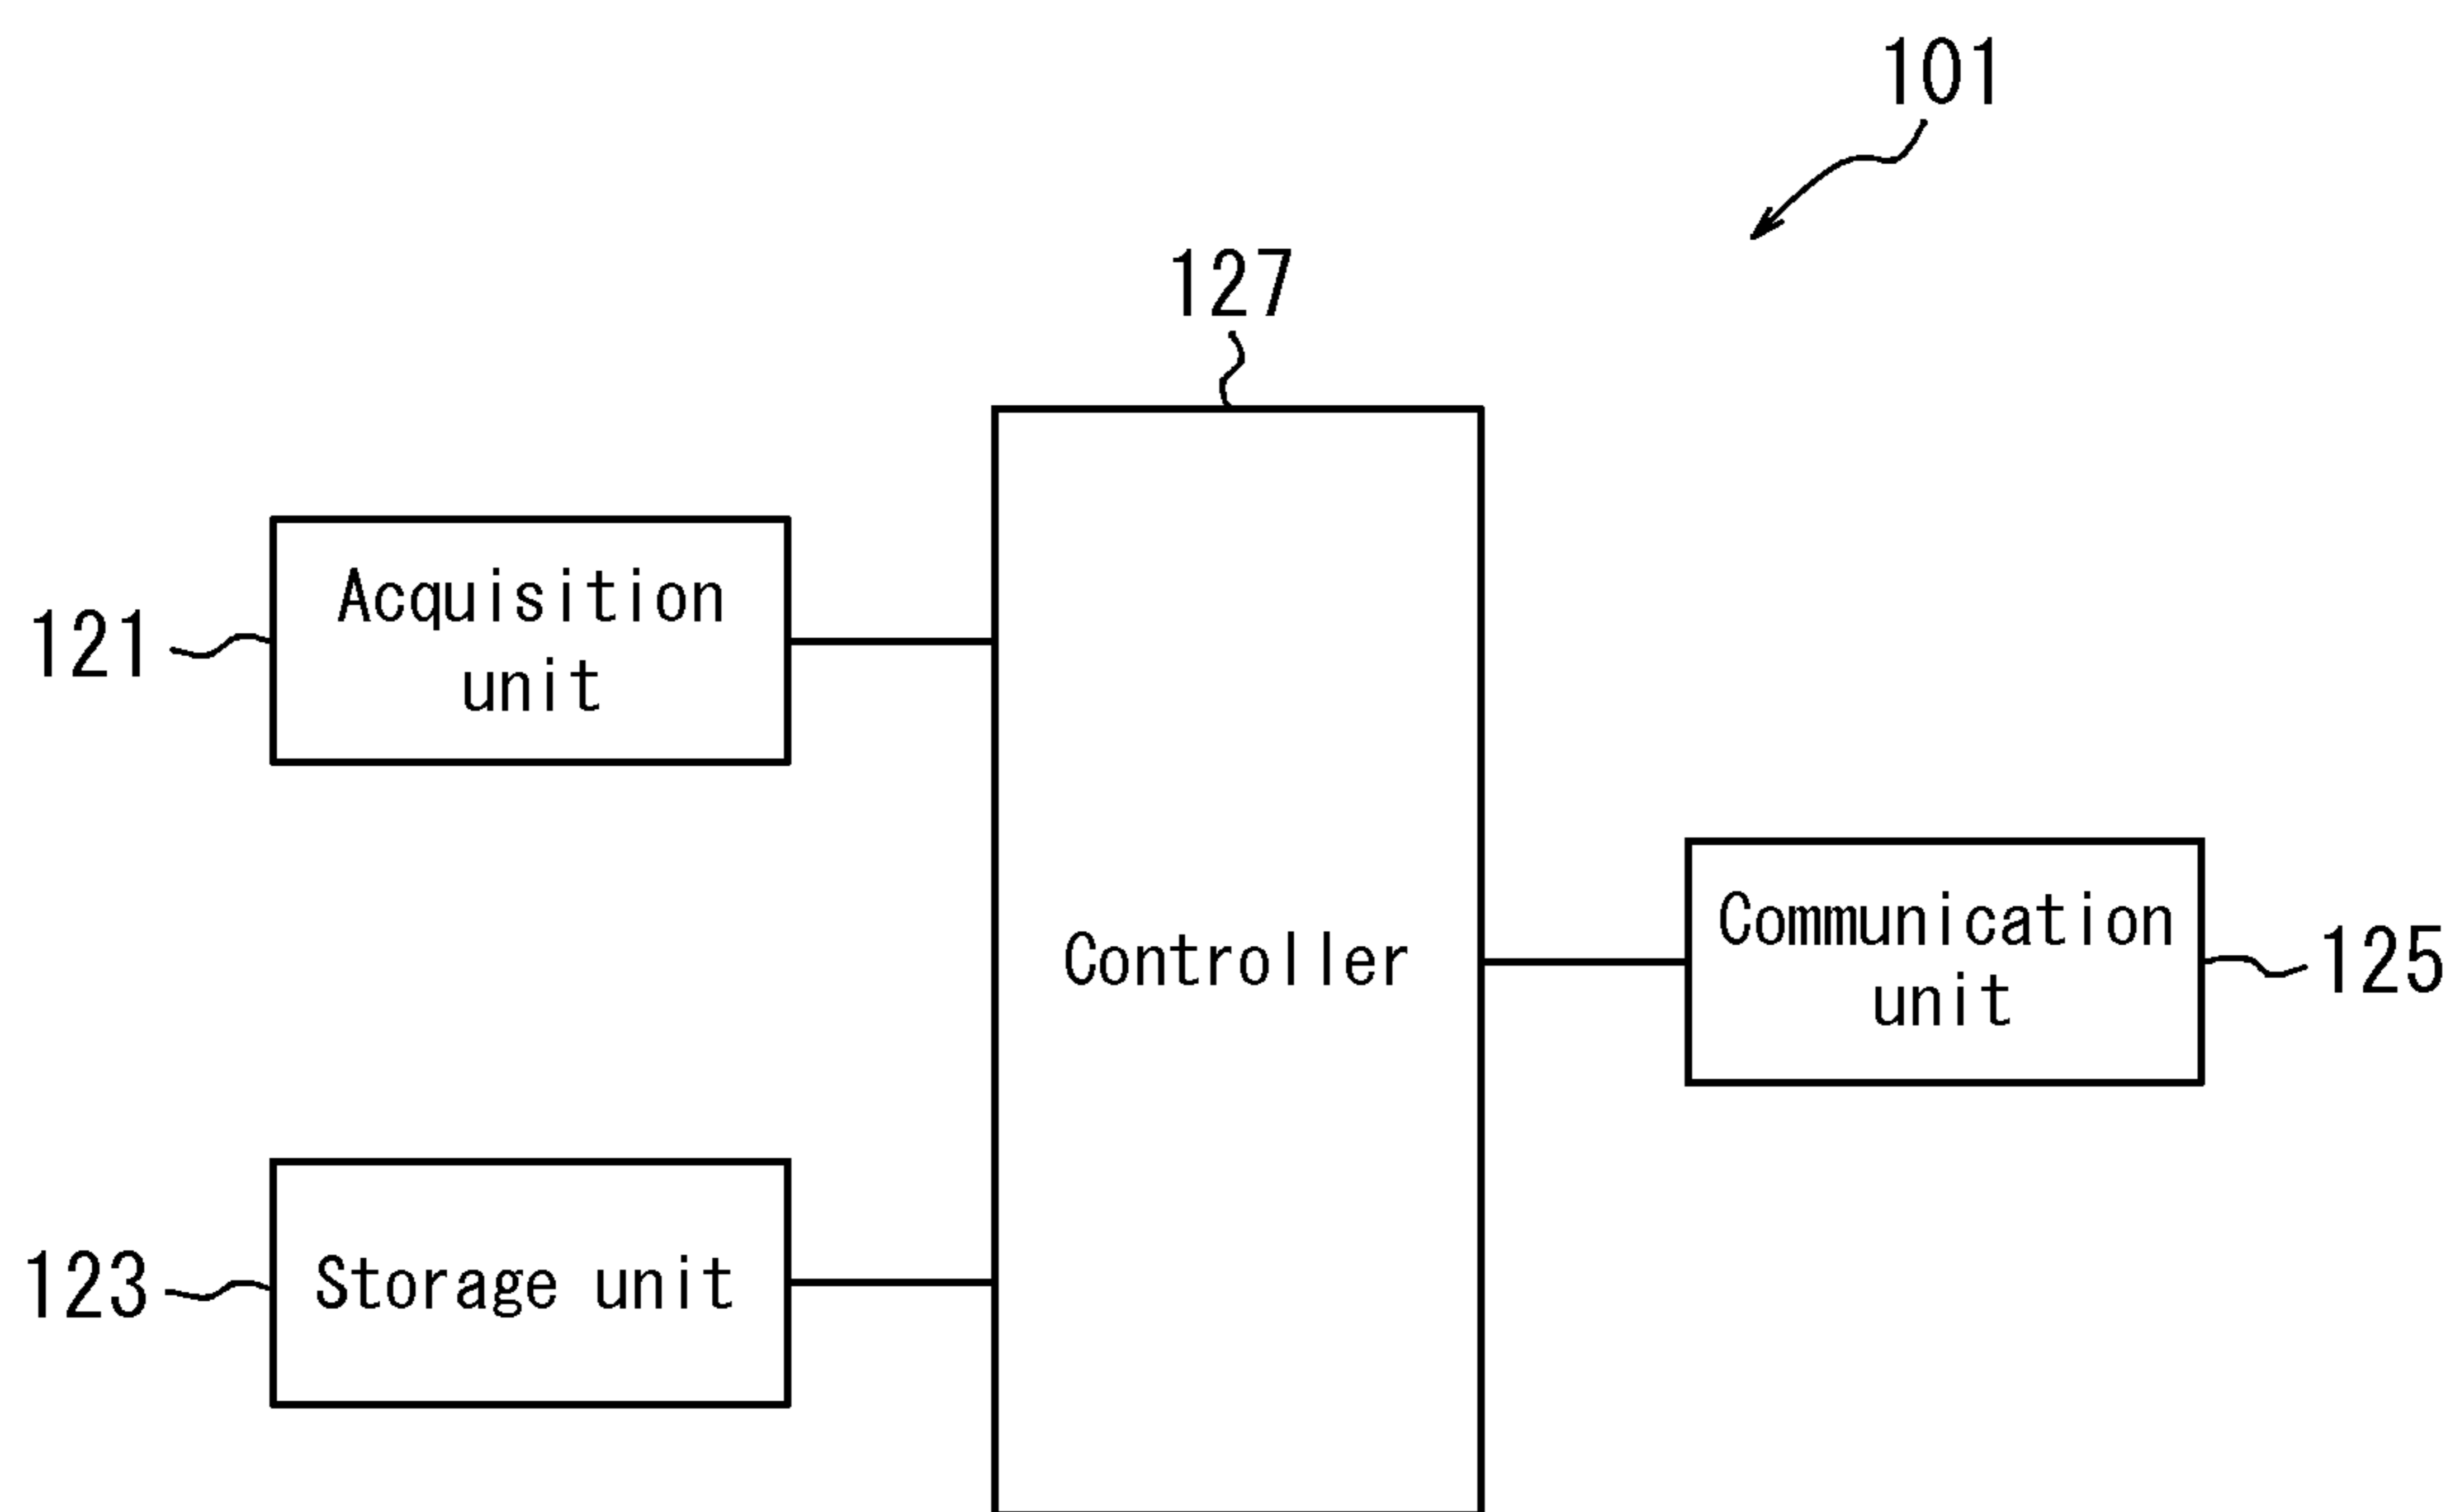 101
127
121
Acquisition
unit
Controller
Communication
unit
125
123
Storage unit